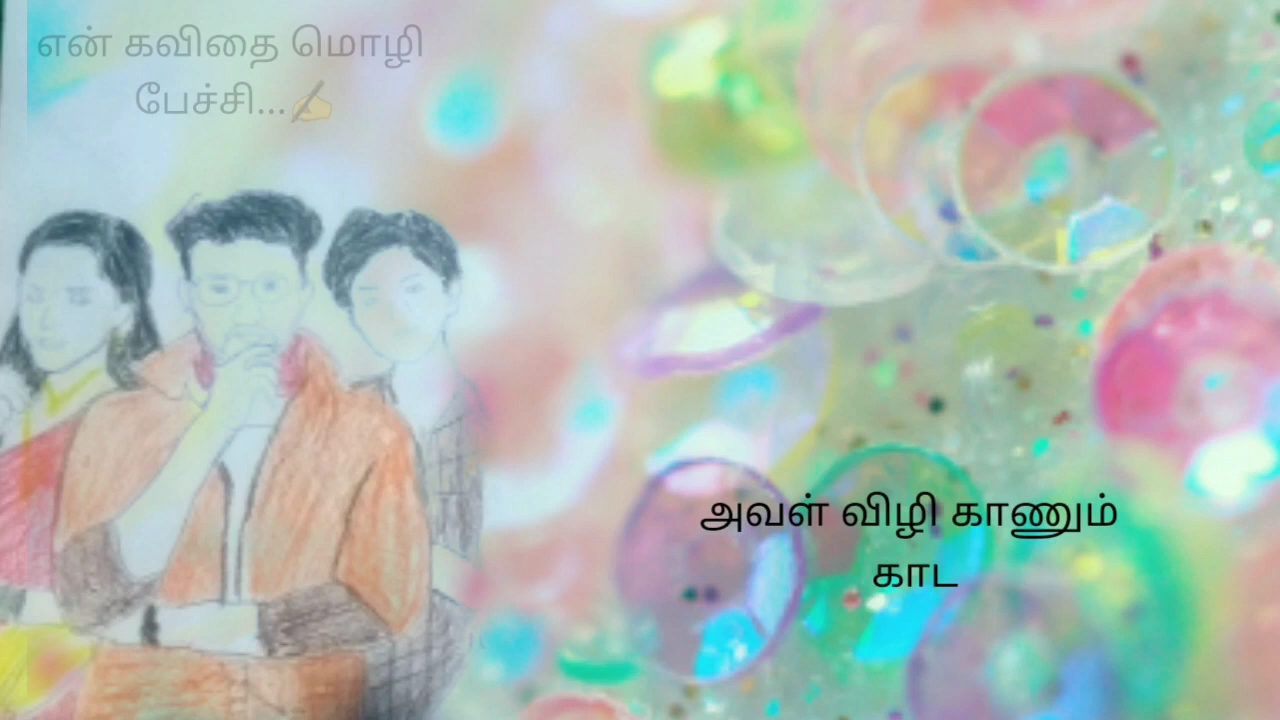 என் கவிதை மொழி
பேச்சி...✍️
அவள் விழி காணும்
காட